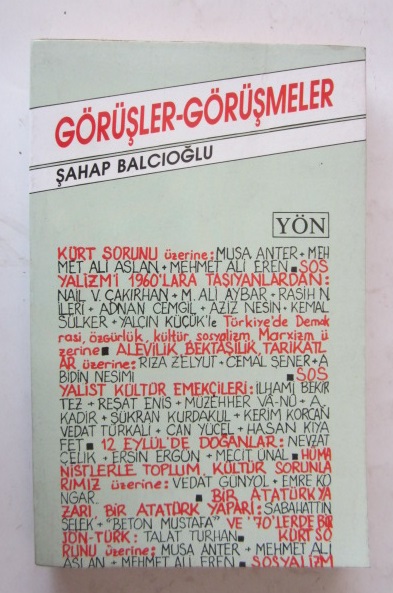 GÖRÜŞLER-GÖRÜŞMELER
ŞAHAP BALCIOĞLU
YÖN
KÜRT SORUNU üzerine: MUSA ANTER + MEH
MET ALİ ASLAN + MEHMET ALİ EREN ■ SOS
YALİZM'İ 1960'LARA TAŞIYANLARDAN:
NAİL V. ÇAKIRHAN + M. ALİ AYBAR + RASİH N
İLERİ + ADNAN CEMGİL + AZİZ NESİN + KEMAL
SÜLKER + YALÇIN KÜÇÜK'le Türkiye'de Demok
rasi, özgürlük, kültür, sosyalizm, Marxizm ü
zerine ■ ALEVİLİK, BEKTAŞİLİK, TARİKATL
AR üzerine: RIZA ZELYUT + CEMAL ŞENER + A
BİDİN NESİMİ ■ SOS
YALİST KÜLTÜR EMEKÇİLERİ: İLHAMİ BEKİR
TEZ + REŞAT ENİS + MÜZEHHER VÂ-NÛ + A.
KADİR + ŞÜKRAN KURDAKUL + KERİM KORCAN
VEDAT TÜRKALİ + CAN YÜCEL + HASAN KIYA
FET ■ 12 EYLÜL'DE DOĞANLAR: NEVZAT
ÇELİK + ERSİN ERGÜN + MECİT ÜNAL ■ HÜMA
NİSTLERLE TOPLUM, KÜLTÜR SORUNLA
RIMIZ üzerine: VEDAT GÜNYOL + EMRE KO
NGAR. ■ BİR ATATÜRK YA
ZARI, BİR ATATÜRK YAPARI: SABAHATTİN
SELEK + "BETON MUSTAFA" VE '70'LERDE BİR
JÖN-TÜRK: TALAT TURHAN ■ KÜRT SO
RUNU üzerine: MUSA ANTER + MEHMET ALİ
ASLAN + MEHMET ALİ EREN ■ SOSYALİZM